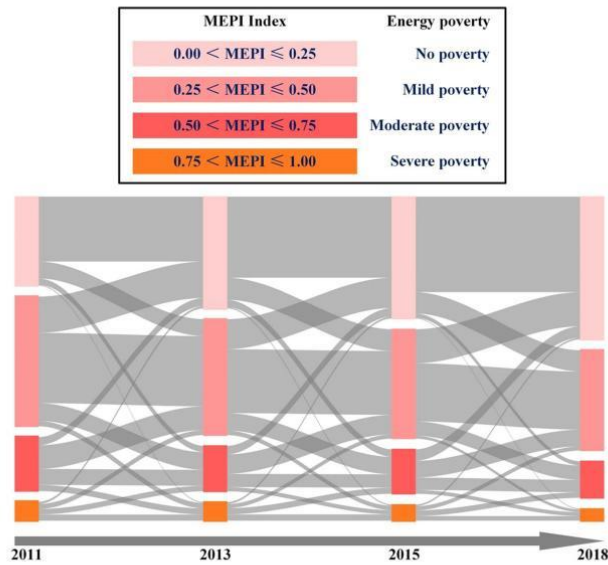 MEPI Index Energy poverty
0.00 < MEPI ≤ 0.25 No poverty
0.25 < MEPI ≤ 0.50 Mild poverty
0.50 < MEPI ≤ 0.75 Moderate poverty
0.75 < MEPI ≤ 1.00 Severe poverty
2011 2013 2015 2018